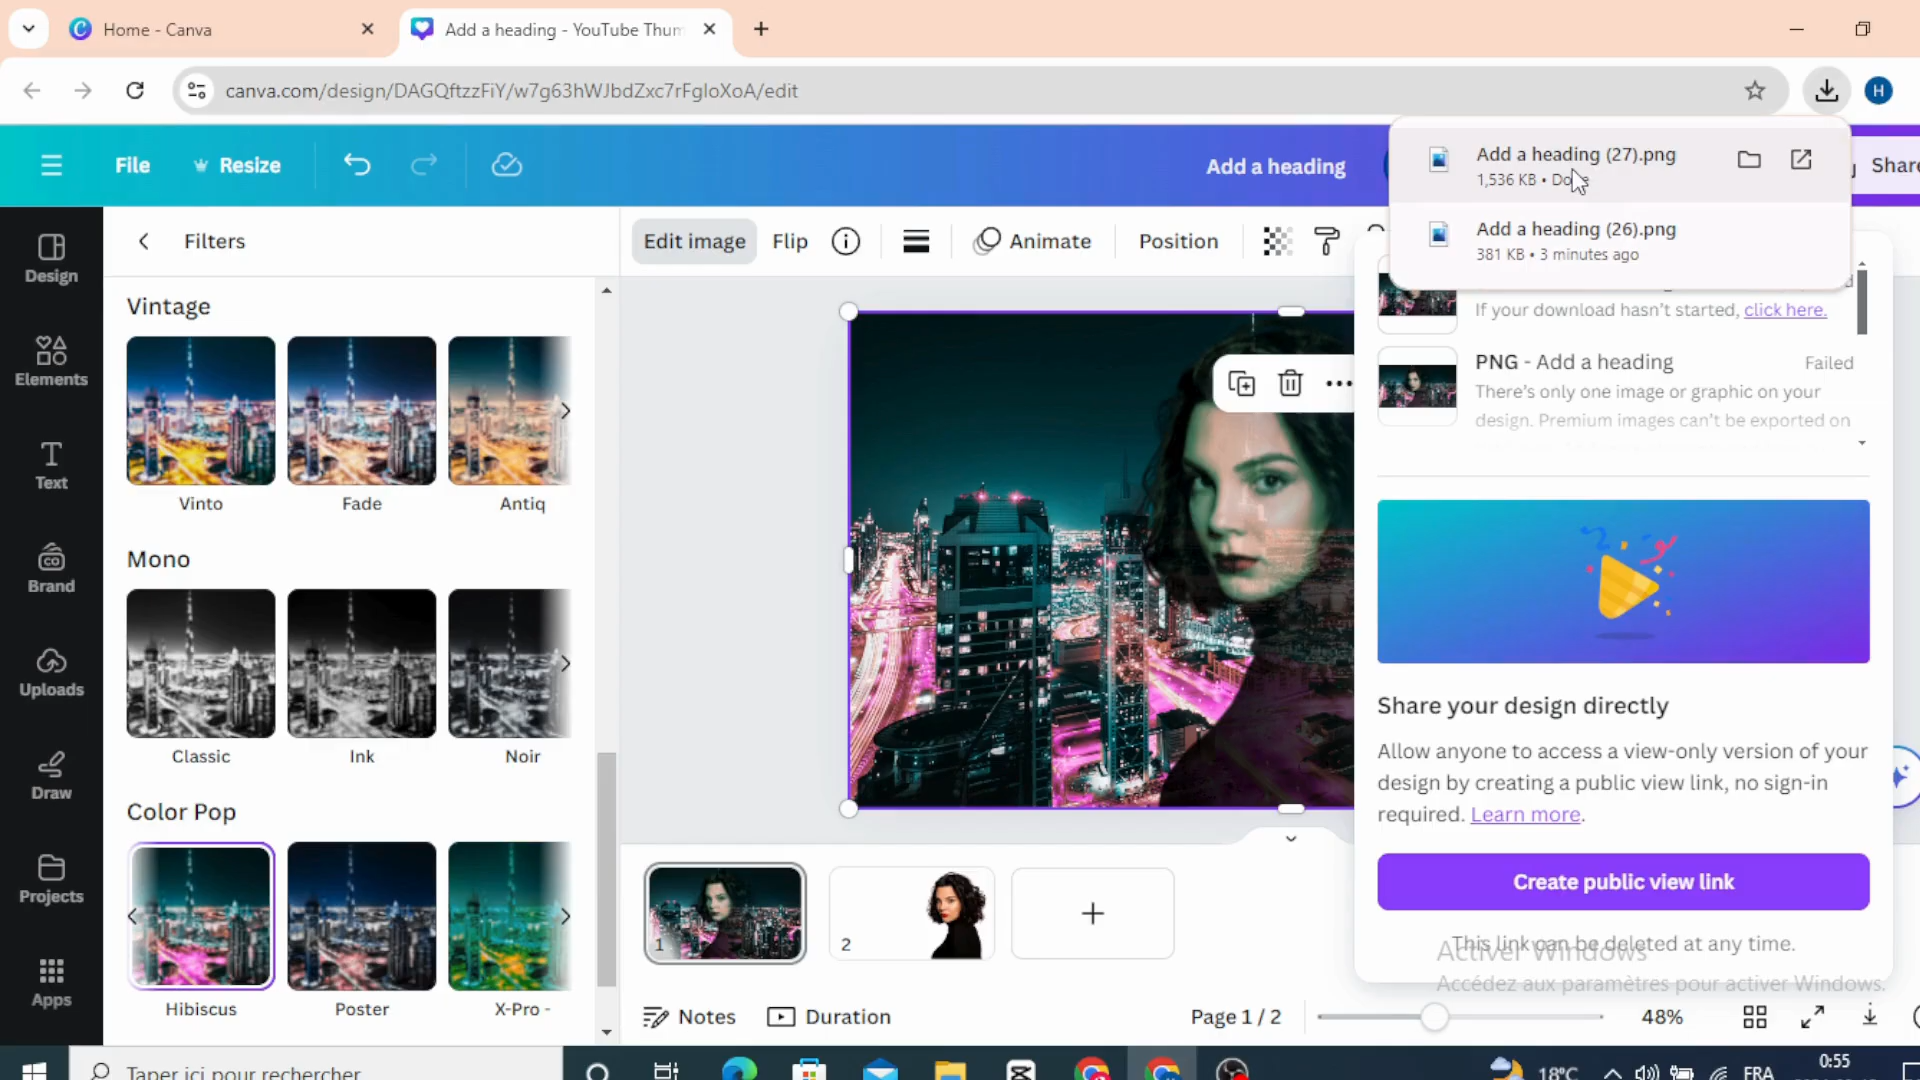 Home - Canva
Add a heading - YouTube Thum
canva.com/design/DAGQftzzFiY/w7g63hWJbdZxc7rFgloXoA/edit
File
Resize
Add a heading
Share
Add a heading (27).png
1,536 KB • Done
Add a heading (26).png
381 KB • 3 minutes ago
Design
Elements
Text
Brand
Uploads
Draw
Projects
Apps
Filters
Vintage
Vinto
Fade
Antiq
Mono
Classic
Ink
Noir
Color Pop
Hibiscus
Poster
X-Pro -
Edit image
Flip
Animate
Position
If your download hasn't started, click here.
PNG - Add a heading
Failed
There's only one image or graphic on your
design. Premium images can't be exported on
Share your design directly
Allow anyone to access a view-only version of your
design by creating a public view link, no sign-in
required. Learn more.
Create public view link
This link can be deleted at any time.
Activer Windows
Accédez aux paramètres pour activer Windows.
1
2
Notes
Duration
Page 1 / 2
48%
Taper ici pour rechercher
18°C
FRA
0:55
H